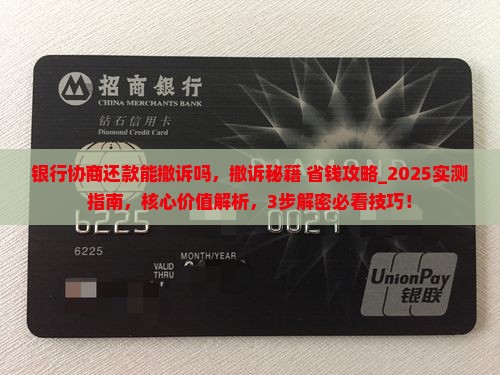 招商銀行
CHINA MERCHANTS BANK
钻石信用卡
Diamond Credit Card
DIAMOND
银行协商还款能撤诉吗，撤诉秘籍 省钱攻略_2025实测
指南，核心价值解析，3步解密必看技巧！
6225 0029
6225
MONTH/YEAR
VALID
THRU
UnionPay
银联